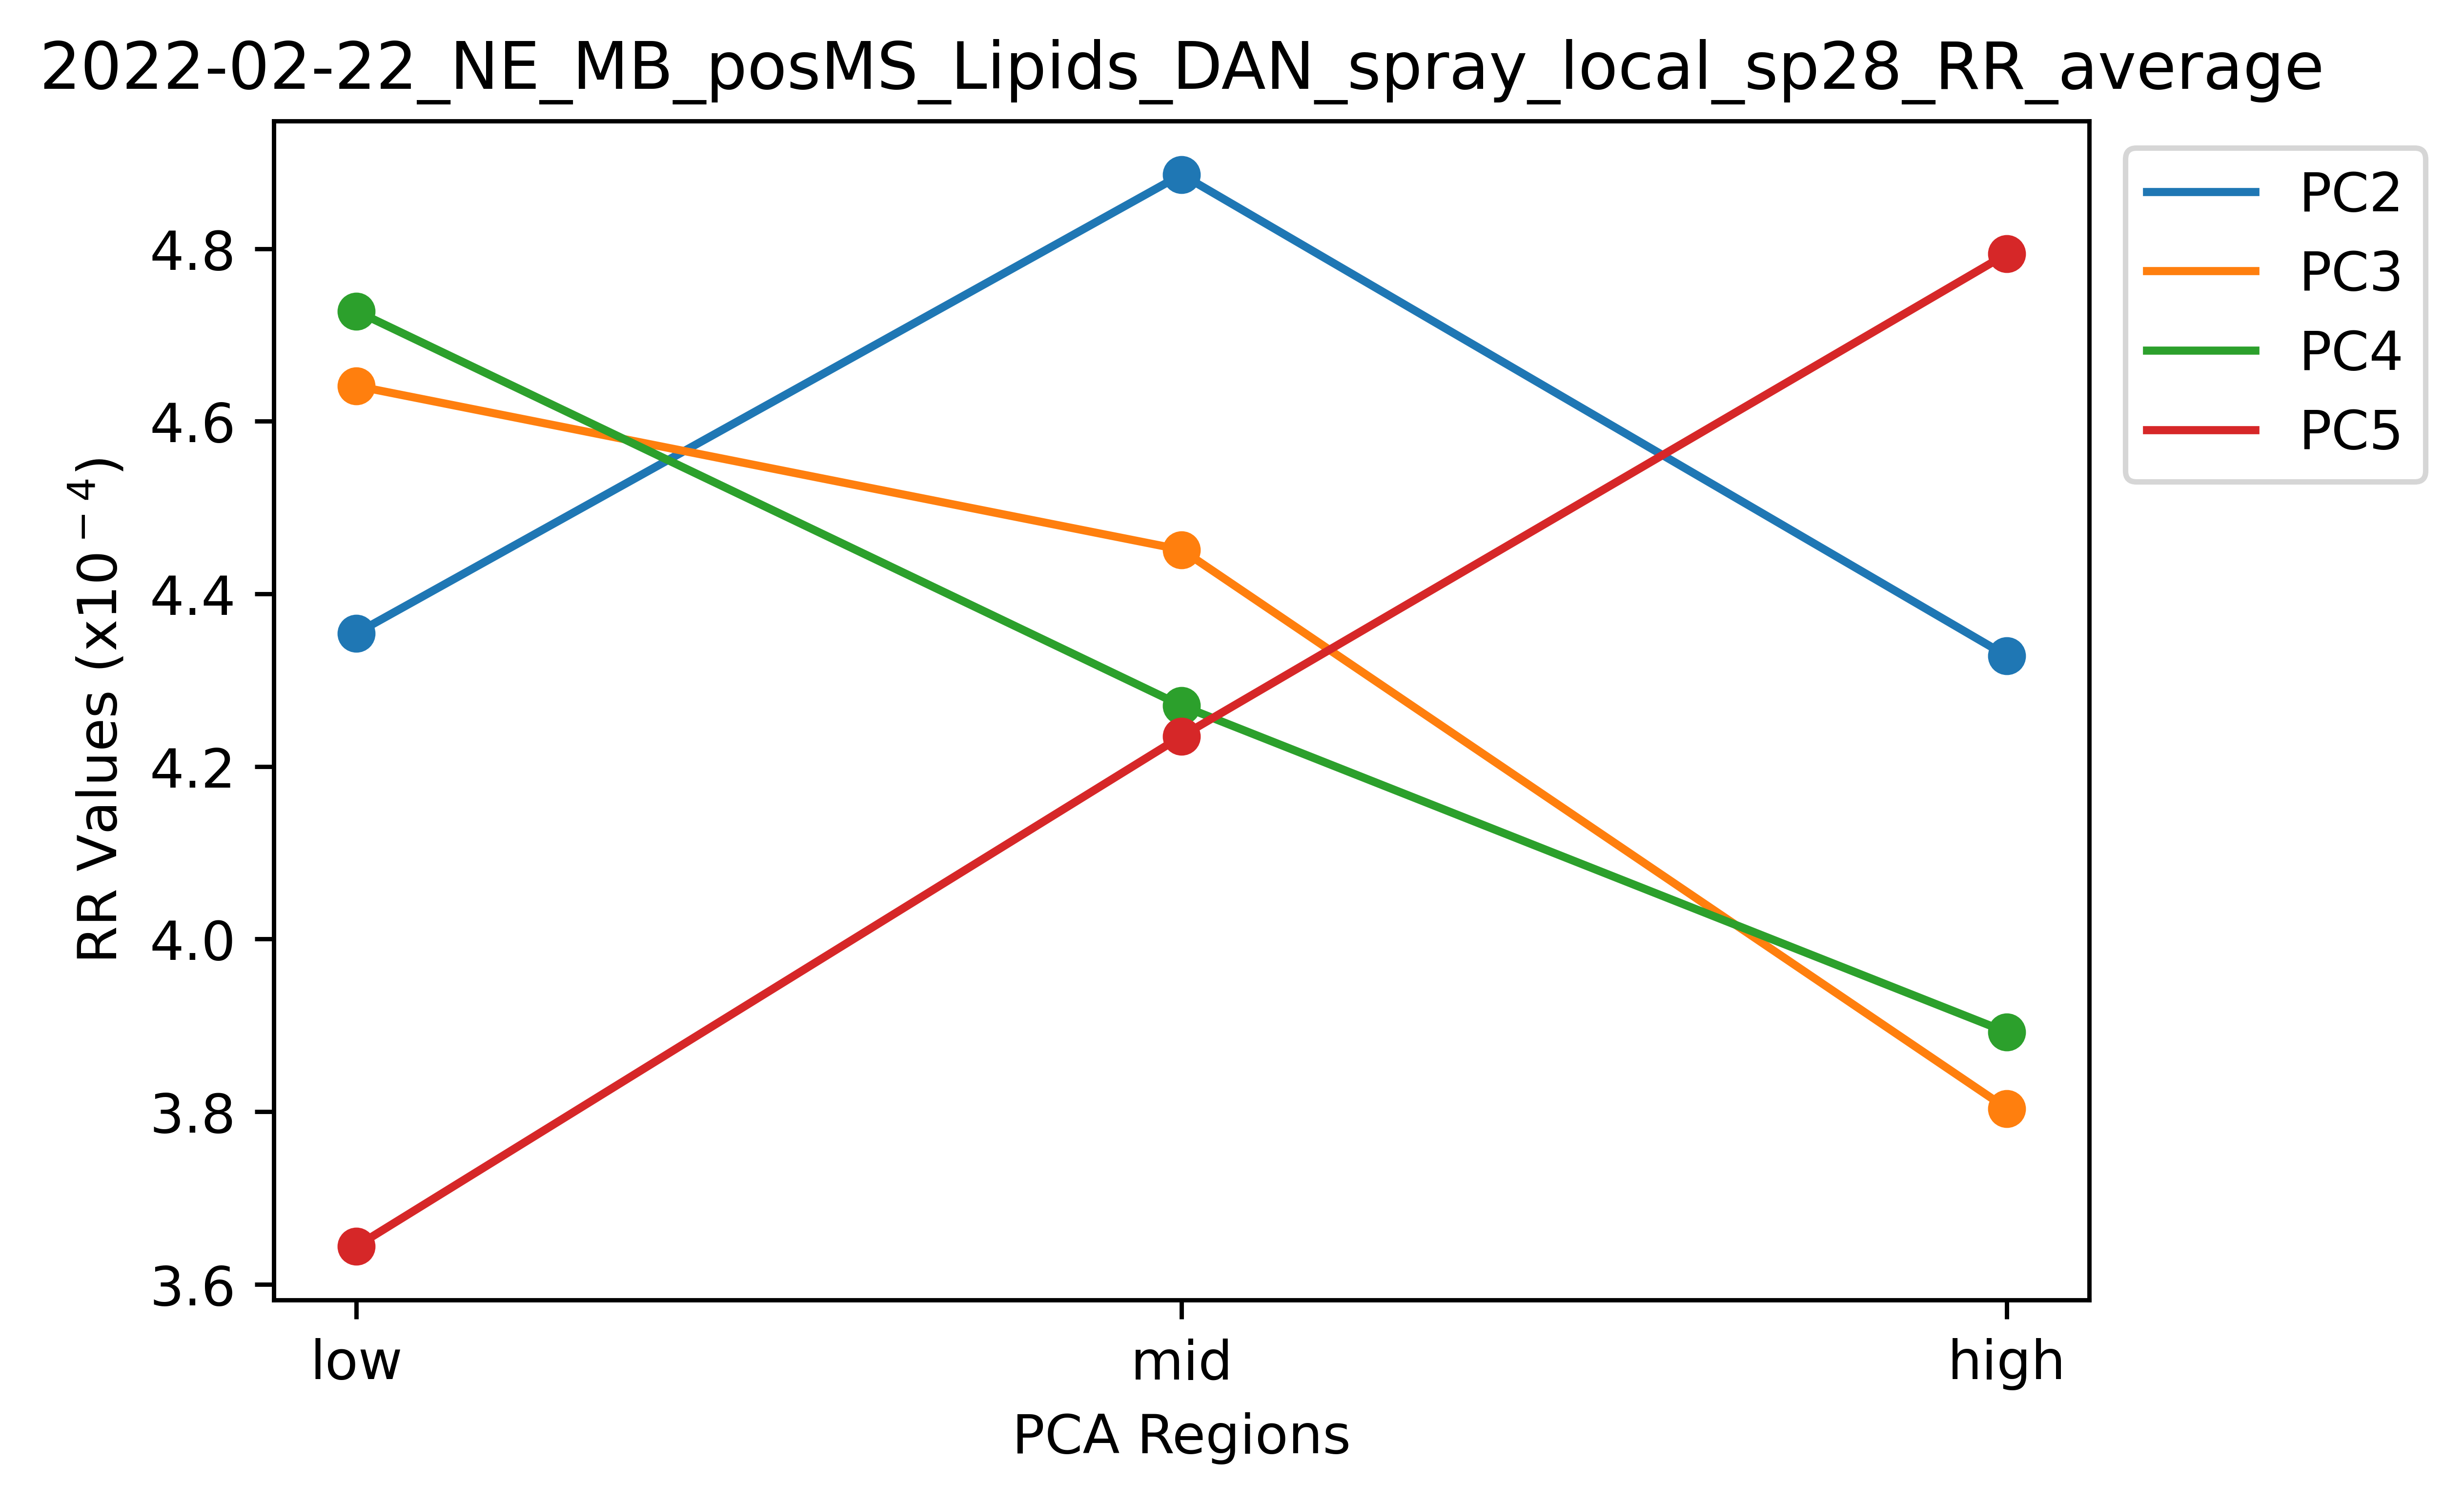 2022-02-22_NE_MB_posMS_Lipids_DAN_spray_local_sp28_RR_average
PC2
PC3
PC4
PC5
RR Values (x10⁻⁴)
4.8
4.6
4.4
4.2
4.0
3.8
3.6
low
mid
high
PCA Regions